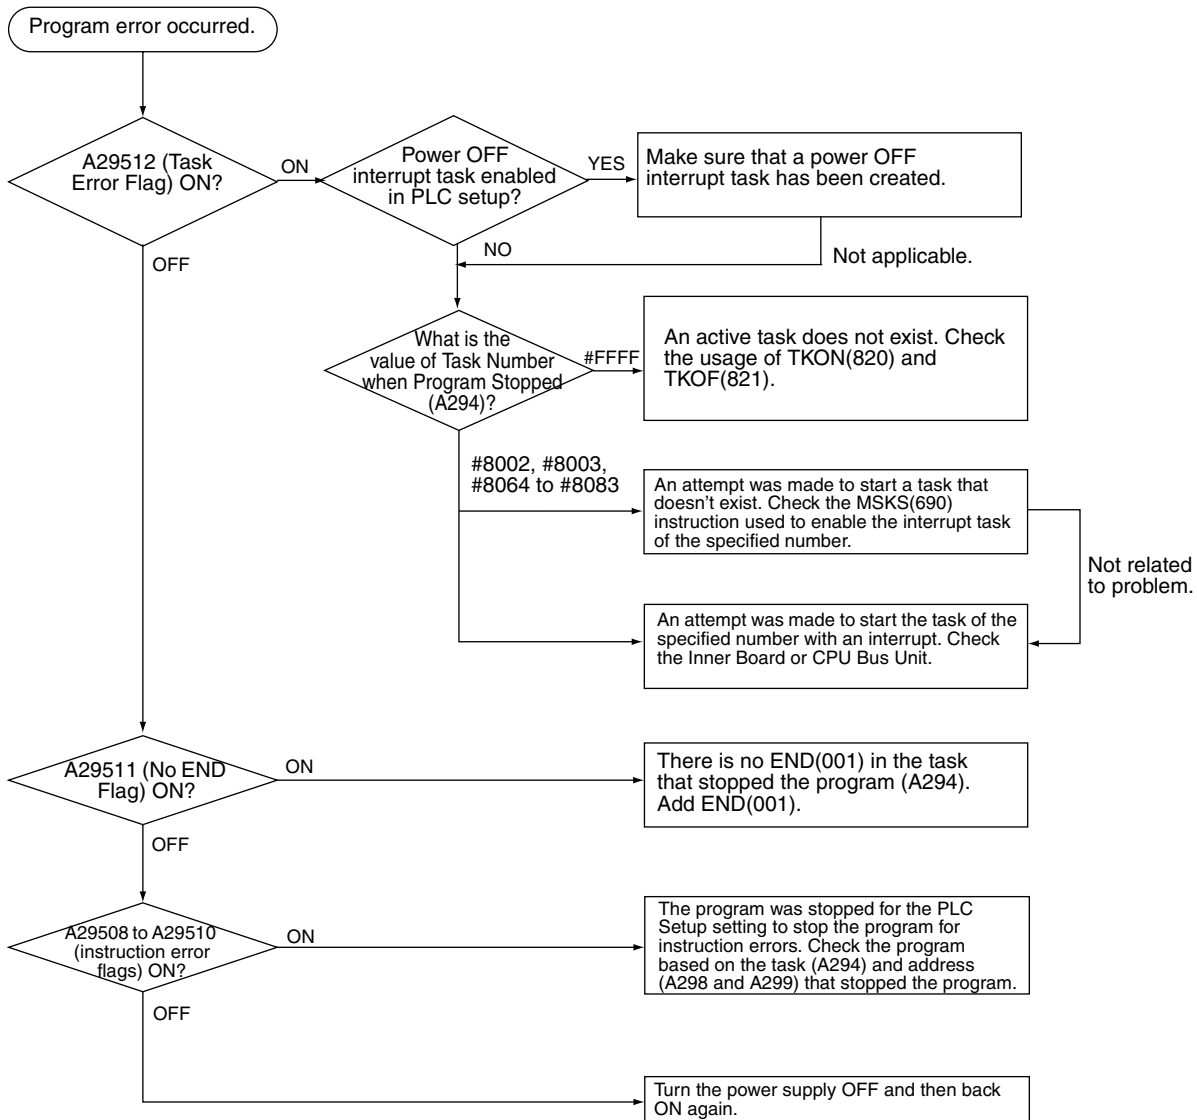 Program error occurred.
A29512 (Task
Error Flag) ON?
ON
Power OFF
interrupt task enabled
in PLC setup?
YES
Make sure that a power OFF
interrupt task has been created.
OFF
NO
Not applicable.
What is the
value of Task Number
when Program Stopped
(A294)?
#FFFF
An active task does not exist. Check
the usage of TKON(820) and
TKOF(821).
#8002, #8003,
#8064 to #8083
An attempt was made to start a task that
doesn't exist. Check the MSKS(690)
instruction used to enable the interrupt task
of the specified number.
Not related
to problem.
An attempt was made to start the task of the
specified number with an interrupt. Check
the Inner Board or CPU Bus Unit.
A29511 (No END
Flag) ON?
ON
There is no END(001) in the task
that stopped the program (A294).
Add END(001).
OFF
A29508 to A29510
(instruction error
flags) ON?
ON
The program was stopped for the PLC
Setup setting to stop the program for
instruction errors. Check the program
based on the task (A294) and address
(A298 and A299) that stopped the program.
OFF
Turn the power supply OFF and then back
ON again.